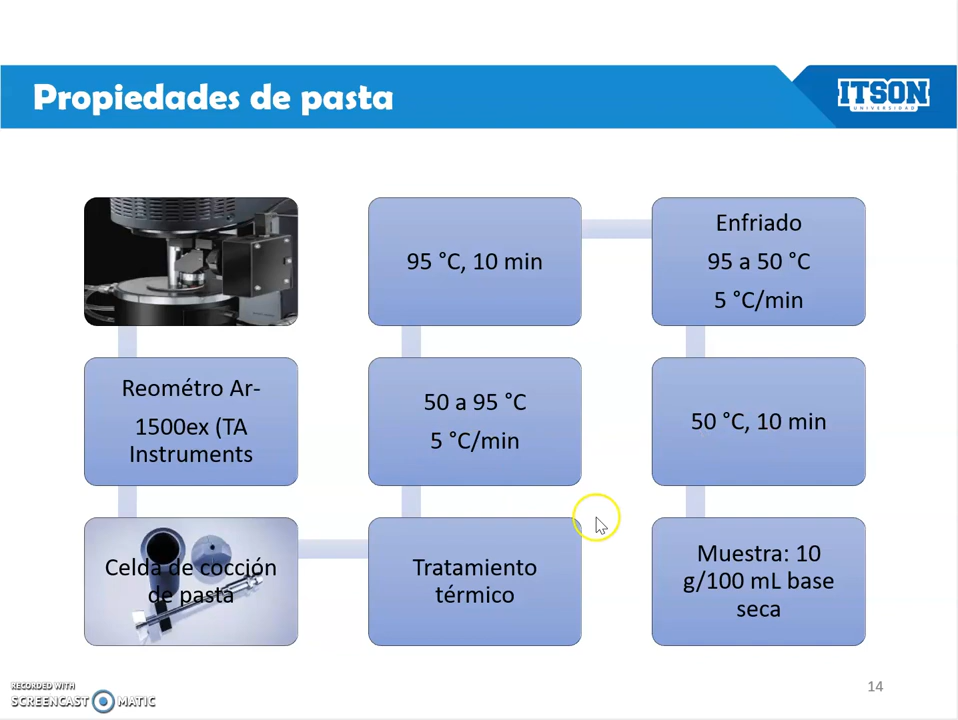 Propiedades de pasta
ITSON
UNIVERSIDAD
Reométro Ar-
1500ex (TA
Instruments
Celda de cocción
de pasta
Tratamiento
térmico
50 a 95 °C
5 °C/min
95 °C, 10 min
Enfriado
95 a 50 °C
5 °C/min
50 °C, 10 min
Muestra: 10
g/100 mL base
seca
RECORDED WITH
SCREENCAST MATIC
14